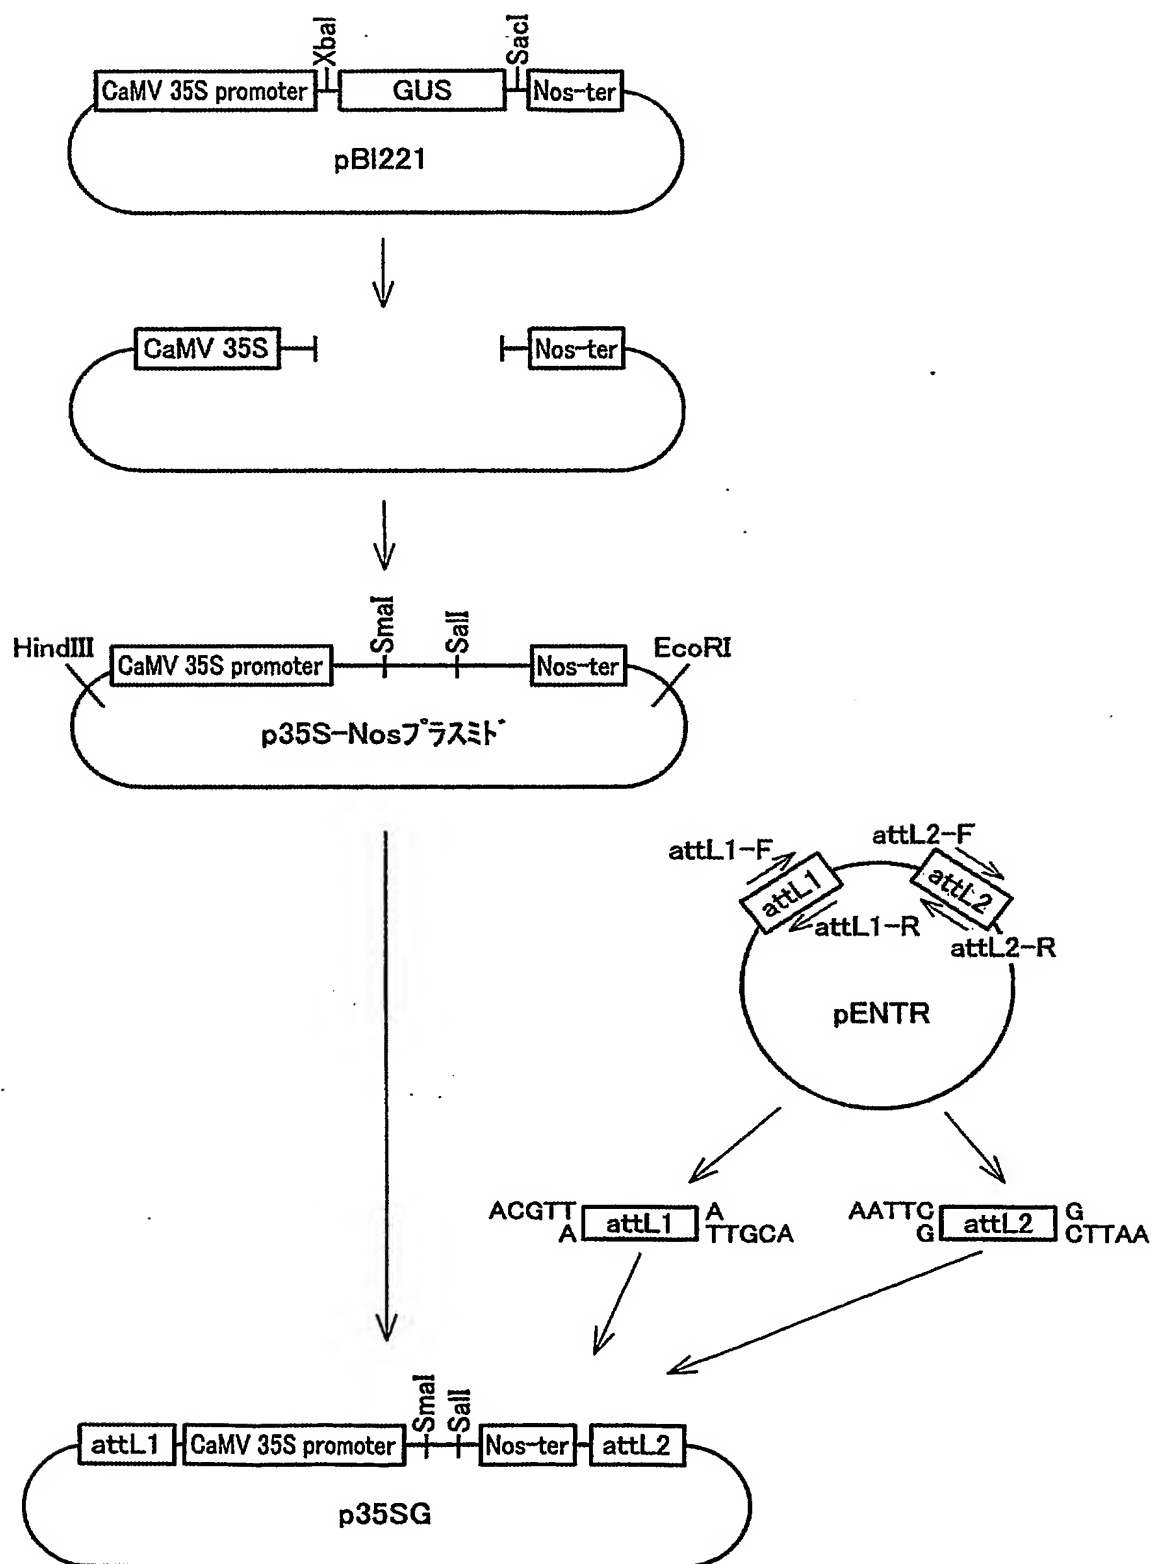 XbaI
SacI
CaMV 35S promoter
GUS
Nos-ter
pBI221
CaMV 35S
Nos-ter
SmaI
SalI
HindIII
EcoRI
CaMV 35S promoter
Nos-ter
p35S-Nosプラスミド
attL1-F
attL2-F
attL1
attL2
attL1-R
attL2-R
pENTR
ACGTT
A
attL1
A
TTGCA
AATTC
G
attL2
G
CTTAA
SmaI
SalI
attL1
CaMV 35S promoter
Nos-ter
attL2
p35SG